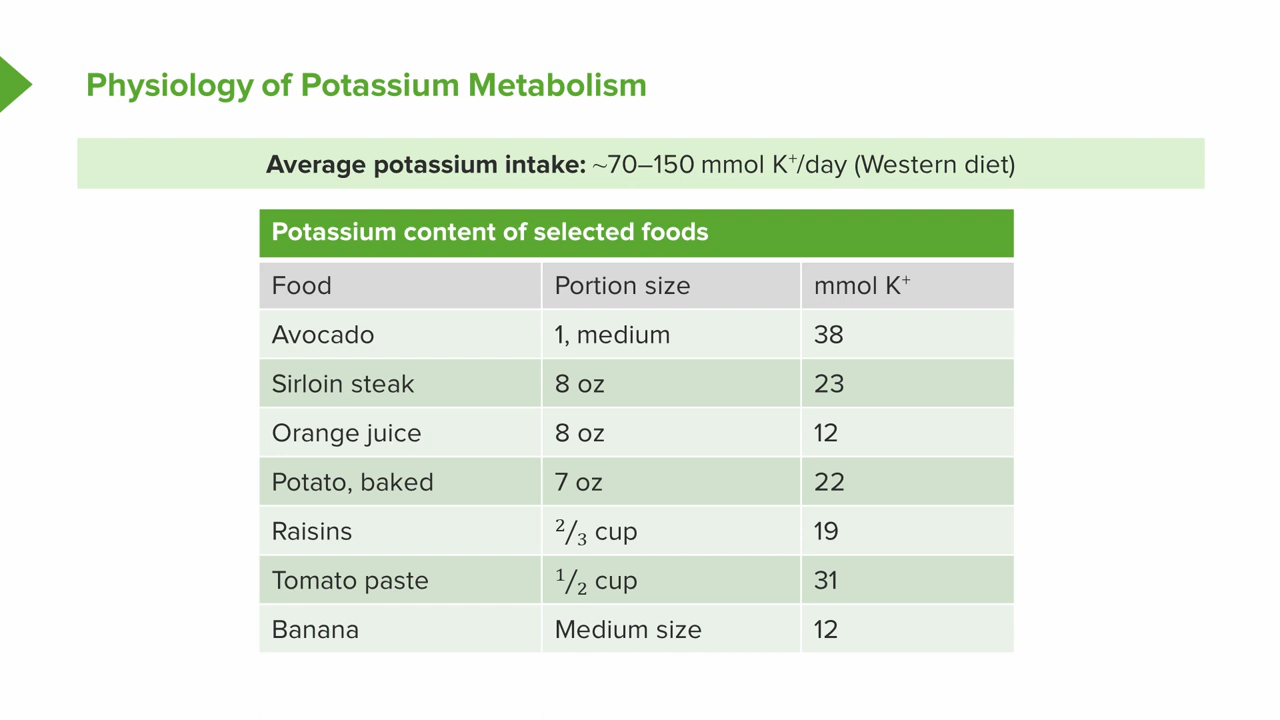 Physiology of Potassium Metabolism
Average potassium intake: ~70–150 mmol K⁺/day (Western diet)
Potassium content of selected foods
Food Portion size mmol K⁺
Avocado 1, medium 38
Sirloin steak 8 oz 23
Orange juice 8 oz 12
Potato, baked 7 oz 22
Raisins ²/₃ cup 19
Tomato paste ¹/₂ cup 31
Banana Medium size 12